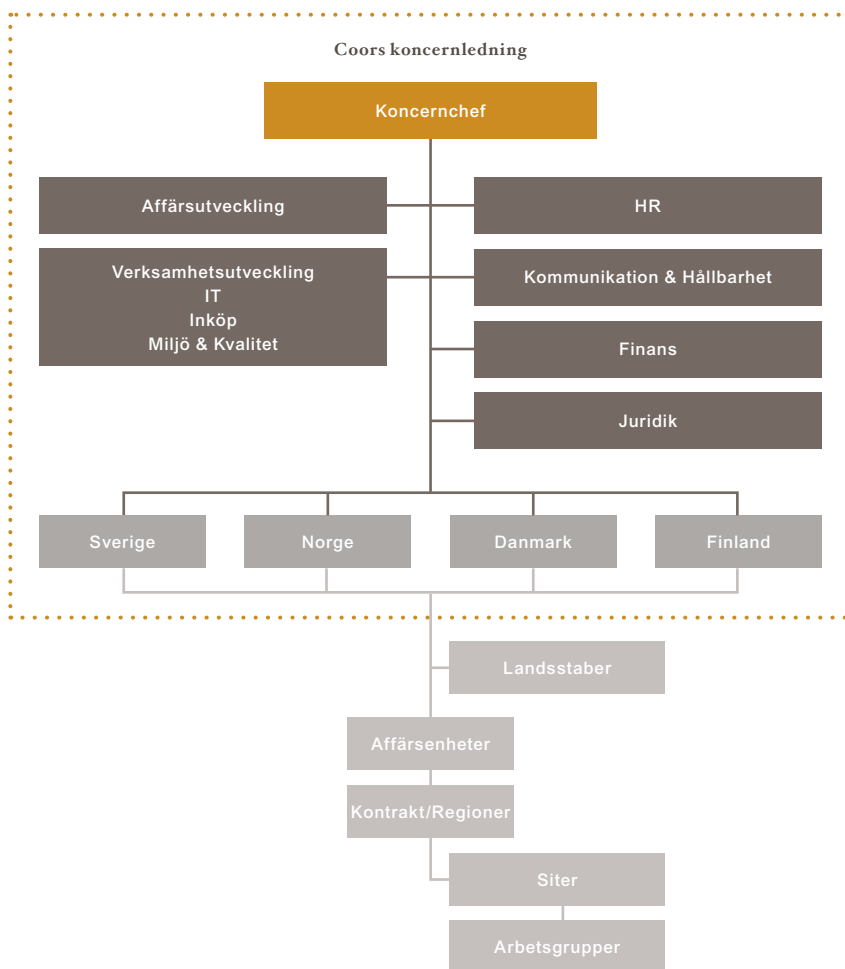 Coors koncernledning
Koncernchef
Affärsutveckling
HR
Verksamhetsutveckling
IT
Inköp
Miljö & Kvalitet
Kommunikation & Hållbarhet
Finans
Juridik
Sverige
Norge
Danmark
Finland
Landsstaber
Affärsenheter
Kontrakt/Regioner
Siter
Arbetsgrupper